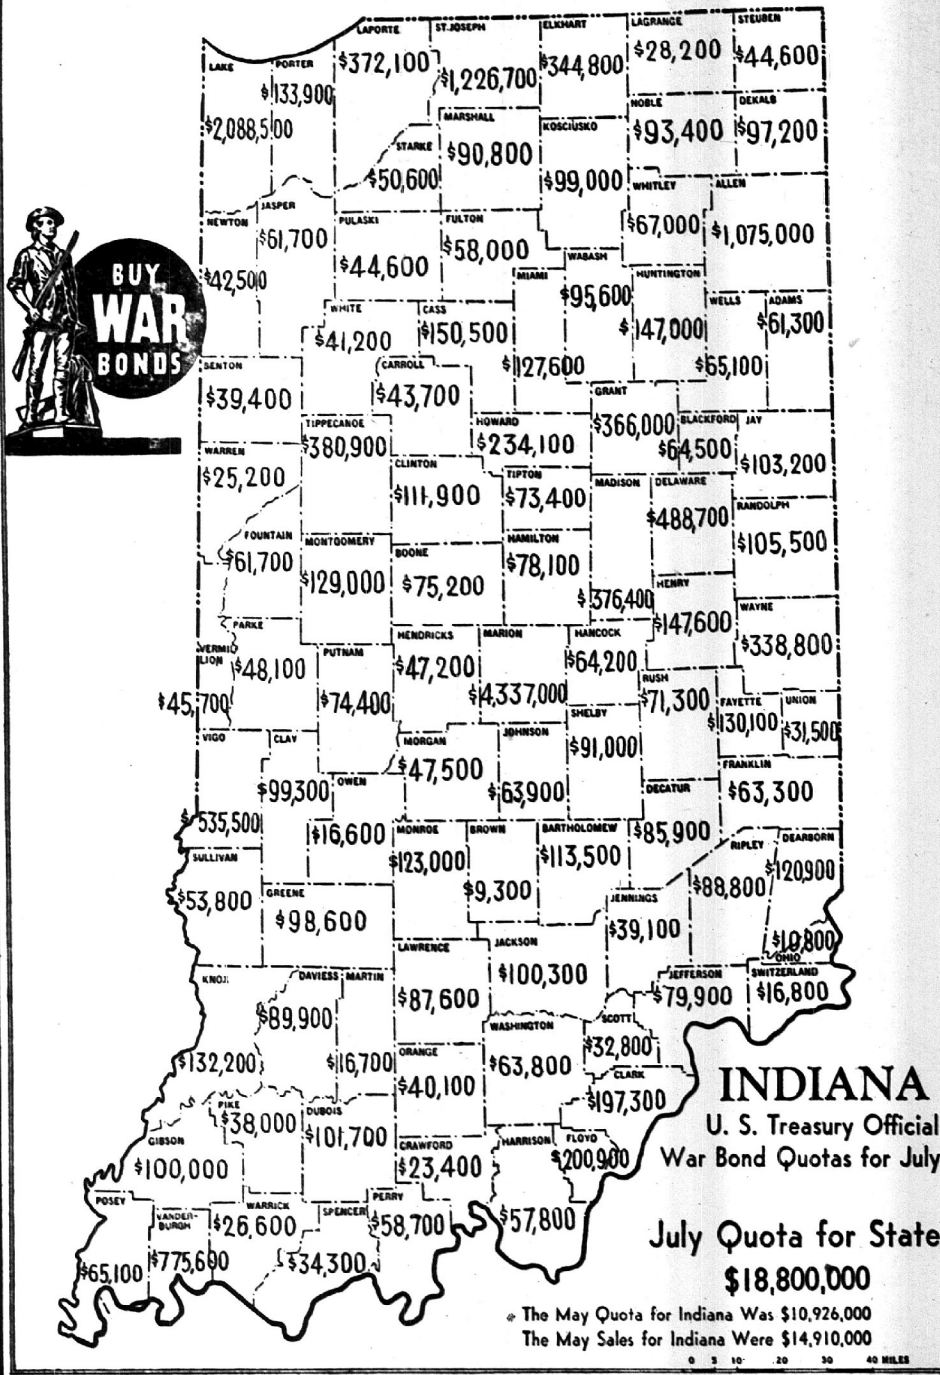 LAPORTE
$372,100
ST.JOSEPH
$1,226,700
ELKHART
$344,800
LAGRANGE
$28,200
STEUBEN
$44,600
LAKE
$2,088,500
PORTER
$133,900
MARSHALL
$90,800
KOSCIUSKO
$99,000
NOBLE
$93,400
DEKALB
$97,200
STARKE
$50,600
WHITLEY
$67,000
ALLEN
$1,075,000
NEWTON
$42,500
JASPER
$61,700
PULASKI
$44,600
FULTON
$58,000
MIAMI
$127,600
WABASH
$95,600
HUNTINGTON
$147,000
WELLS
$65,100
ADAMS
$61,300
BUY
WAR
BONDS
WHITE
$41,200
CASS
$150,500
BENTON
$39,400
CARROLL
$43,700
HOWARD
$234,100
GRANT
$366,000
BLACKFORD
$64,500
JAY
$103,200
WARREN
$25,200
TIPPECANOE
$380,900
CLINTON
$111,900
TIPTON
$73,400
MADISON
$376,400
DELAWARE
$488,700
RANDOLPH
$105,500
FOUNTAIN
$61,700
MONTGOMERY
$129,000
BOONE
$75,200
HAMILTON
$78,100
HENRY
$147,600
WAYNE
$338,800
VERMIL
LION
$45,700
PARKE
$48,100
PUTNAM
$74,400
HENDRICKS
$47,200
MARION
$4,337,000
HANCOCK
$64,200
RUSH
$71,300
FAYETTE
$130,100
UNION
$31,500
VIGO
$535,500
CLAY
$99,300
OWEN
$16,600
MORGAN
$47,500
JOHNSON
$63,900
SHELBY
$91,000
DECATUR
$85,900
FRANKLIN
$63,300
SULLIVAN
$53,800
GREENE
$98,600
MONROE
$123,000
BROWN
$9,300
BARTHOLOMEW
$113,500
JENNINGS
$39,100
RIPLEY
$88,800
DEARBORN
$120,900
$10,800
OHIO
KNOX
$132,200
DAVIESS
$89,900
MARTIN
$16,700
LAWRENCE
$87,600
JACKSON
$100,300
JEFFERSON
$79,900
SWITZERLAND
$16,800
ORANGE
$40,100
WASHINGTON
$63,800
SCOTT
$32,800
CLARK
$197,300
GIBSON
$100,000
PIKE
$38,000
DUBOIS
$101,700
CRAWFORD
$23,400
HARRISON
$57,800
FLOYD
$200,900
POSEY
$65,100
VANDER-
BURGH
$775,600
WARRICK
$26,600
SPENCER
$34,300
PERRY
$58,700
INDIANA
U. S. Treasury Official
War Bond Quotas for July
July Quota for State
$18,800,000
* The May Quota for Indiana Was $10,926,000
The May Sales for Indiana Were $14,910,000
0 5 10 20 30 40 MILES